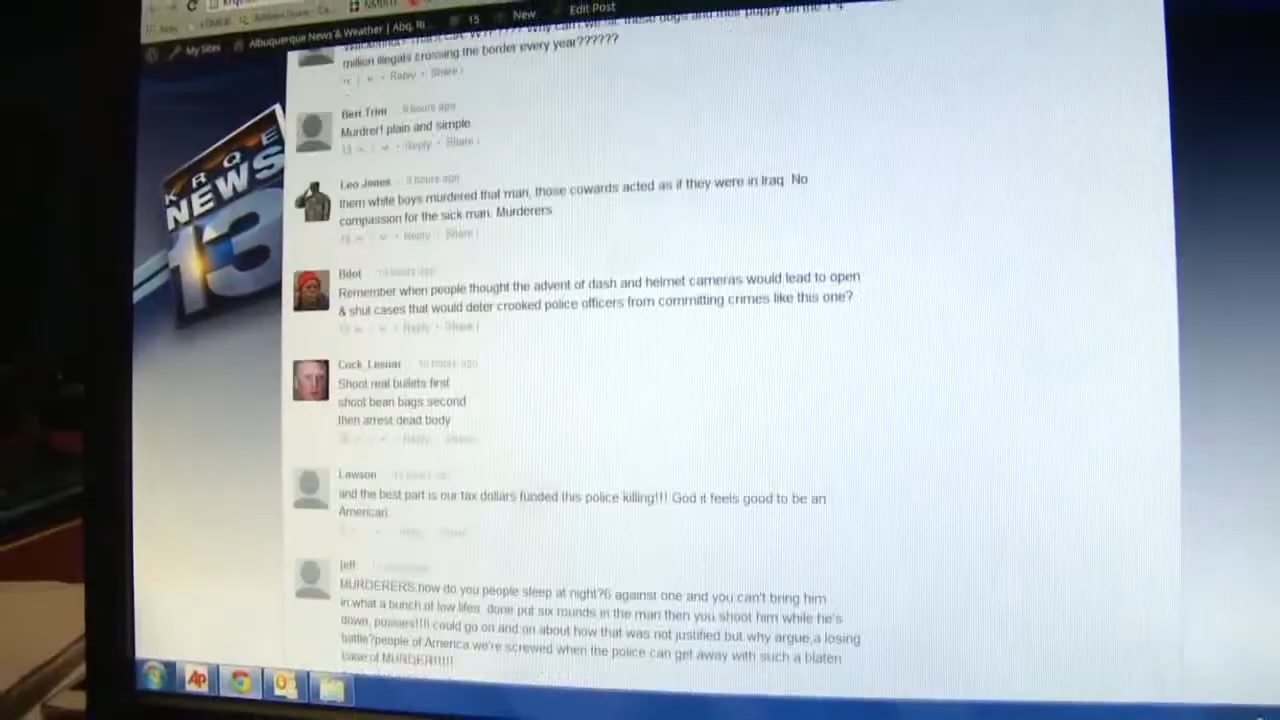 My Sites Albuquerque News & Weather | Abq, 15 New Edit Post
million illegals crossing the border every year??????
Reply • Share ›
KRQE
NEWS
13
Bert Trim 9 hours ago
Murdrer! plain and simple
13 • Reply • Share ›
Leo Jones 9 hours ago
them white boys murdered that man, those cowards acted as if they were in Iraq. No
compassion for the sick man. Murderers
Reply • Share ›
Bdot
Remember when people thought the advent of dash and helmet cameras would lead to open
& shut cases that would deter crooked police officers from committing crimes like this one?
Reply • Share ›
Cock_Lesnar 10 hours ago
Shoot real bullets first
shoot bean bags second
then arrest dead body
Reply
Lawson
and the best part is our tax dollars funded this police killing!!! God it feels good to be an
American.
jeff
MURDERERS.how do you people sleep at night?6 against one and you can't bring him
in.what a bunch of low lifes. done put six rounds in the man then you shoot him while he's
down, pussies!!!i could go on and on about how that was not justified but why argue a losing
battle?people of America we're screwed when the police can get away with such a blaten
case of MURDER!!!!!
AP